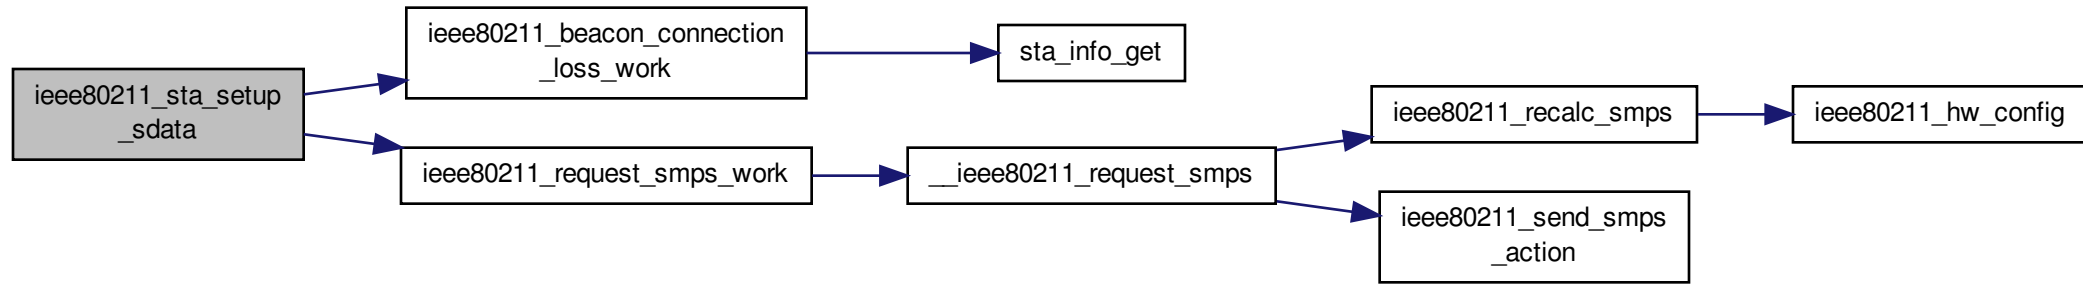 ieee80211_sta_setup
_sdata
ieee80211_beacon_connection
_loss_work
sta_info_get
ieee80211_request_smps_work
__ieee80211_request_smps
ieee80211_recalc_smps
ieee80211_hw_config
ieee80211_send_smps
_action